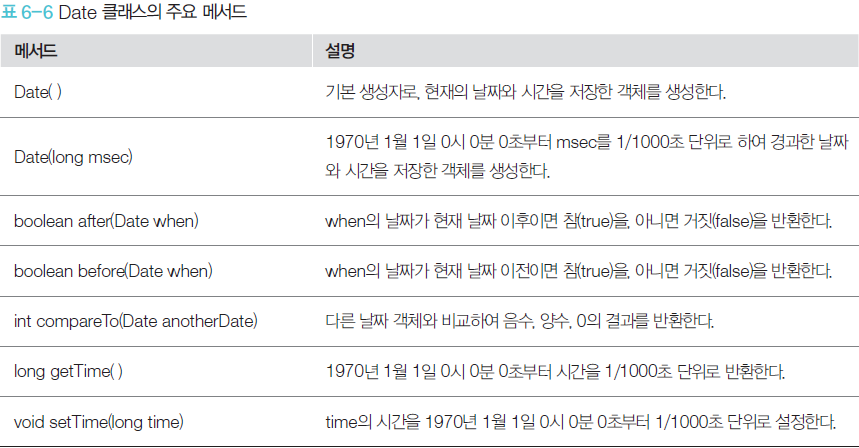 표 6-6 Date 클래스의 주요 메서드
메서드 설명
Date( ) 기본 생성자로, 현재의 날짜와 시간을 저장한 객체를 생성한다.
Date(long msec) 1970년 1월 1일 0시 0분 0초부터 msec를 1/1000초 단위로 하여 경과한 날짜
와 시간을 저장한 객체를 생성한다.
boolean after(Date when) when의 날짜가 현재 날짜 이후이면 참(true)을, 아니면 거짓(false)을 반환한다.
boolean before(Date when) when의 날짜가 현재 날짜 이전이면 참(true)을, 아니면 거짓(false)을 반환한다.
int compareTo(Date anotherDate) 다른 날짜 객체와 비교하여 음수, 양수, 0의 결과를 반환한다.
long getTime( ) 1970년 1월 1일 0시 0분 0초부터 시간을 1/1000초 단위로 반환한다.
void setTime(long time) time의 시간을 1970년 1월 1일 0시 0분 0초부터 1/1000초 단위로 설정한다.